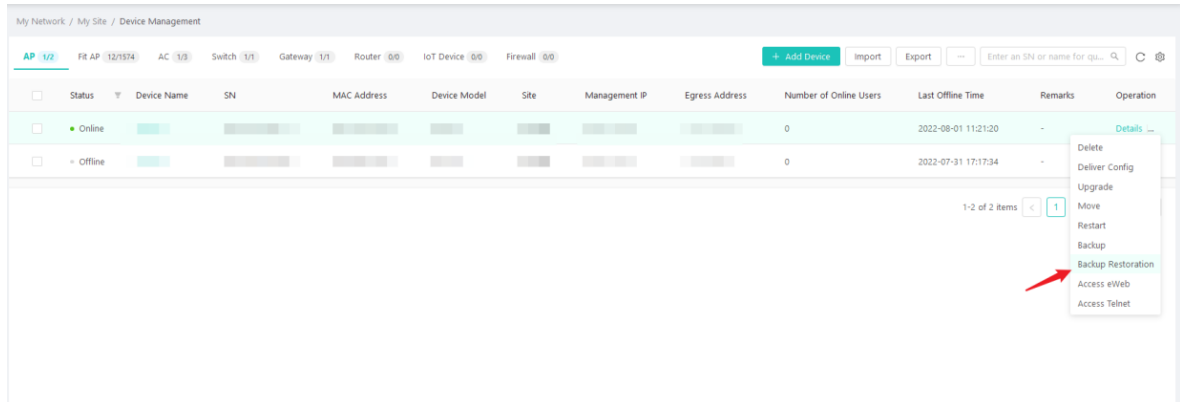 My Network / My Site / Device Management
AP 1/2 Fit AP 12/1574 AC 1/3 Switch 1/1 Gateway 1/1 Router 0/0 IoT Device 0/0 Firewall 0/0 + Add Device Import Export ... Enter an SN or name for qu...
Status Device Name SN MAC Address Device Model Site Management IP Egress Address Number of Online Users Last Offline Time Remarks Operation
Online 0 2022-08-01 11:21:20 - Details ...
Offline 0 2022-07-31 17:17:34 -
1-2 of 2 items < 1
Delete
Deliver Config
Upgrade
Move
Restart
Backup
Backup Restoration
Access eWeb
Access Telnet